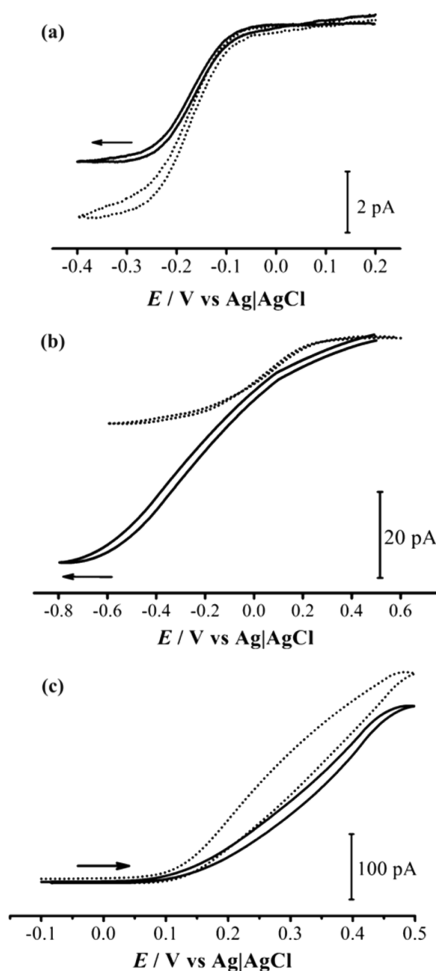 (a)
2 pA
-0.4 -0.3 -0.2 -0.1 0.0 0.1 0.2
E / V vs Ag|AgCl
(b)
20 pA
-0.8 -0.6 -0.4 -0.2 0.0 0.2 0.4 0.6
E / V vs Ag|AgCl
(c)
100 pA
-0.1 0.0 0.1 0.2 0.3 0.4 0.5
E / V vs Ag|AgCl